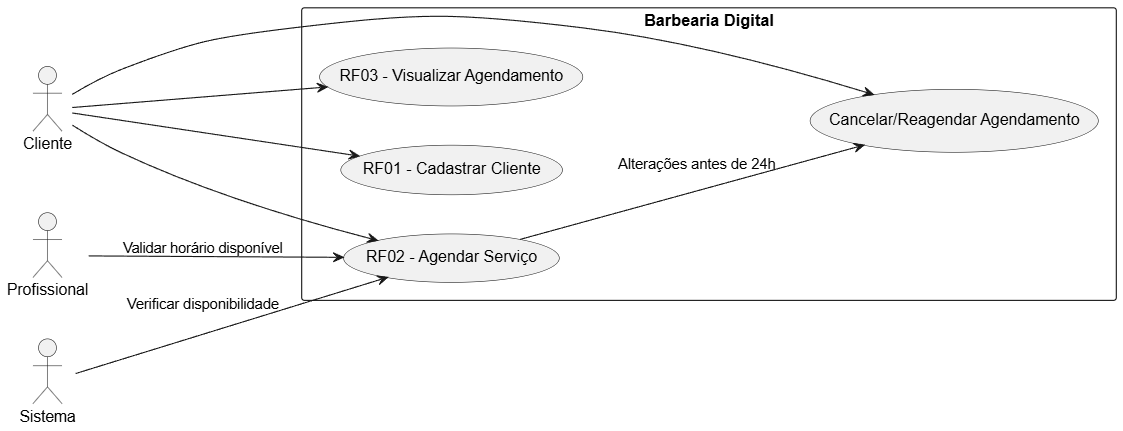 Barbearia Digital
RF03 - Visualizar Agendamento
Cancelar/Reagendar Agendamento
Cliente
Alterações antes de 24h
RF01 - Cadastrar Cliente
Validar horário disponível
RF02 - Agendar Serviço
Profissional
Verificar disponibilidade
Sistema